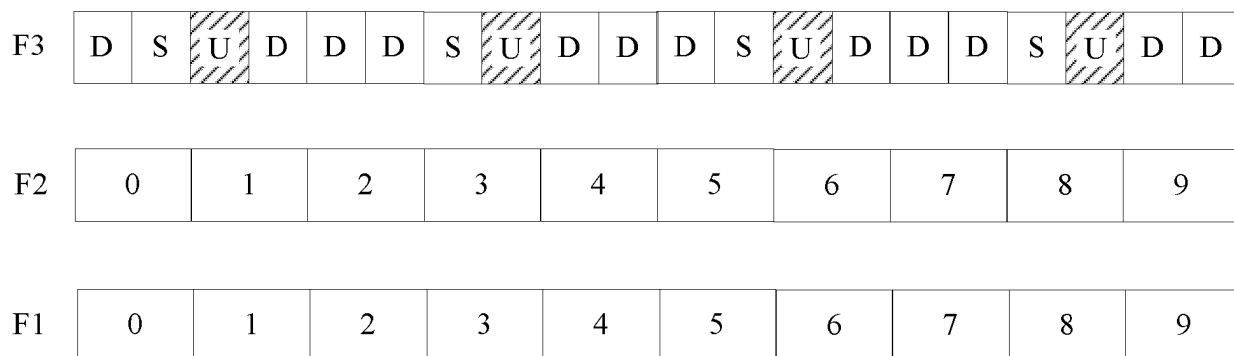 F3 D S U D D D S U D D D S U D D D S U D D
F2 0 1 2 3 4 5 6 7 8 9
F1 0 1 2 3 4 5 6 7 8 9